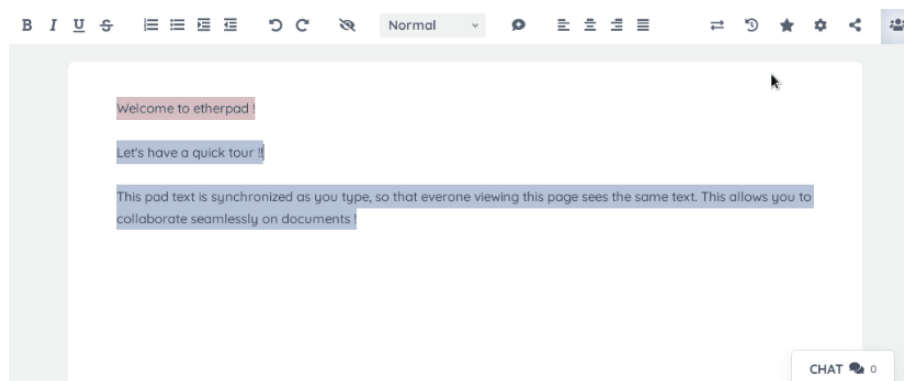 B I U S Normal
Welcome to etherpad !
Let's have a quick tour !!
This pad text is synchronized as you type, so that everone viewing this page sees the same text. This allows you to
collaborate seamlessly on documents !
CHAT 0